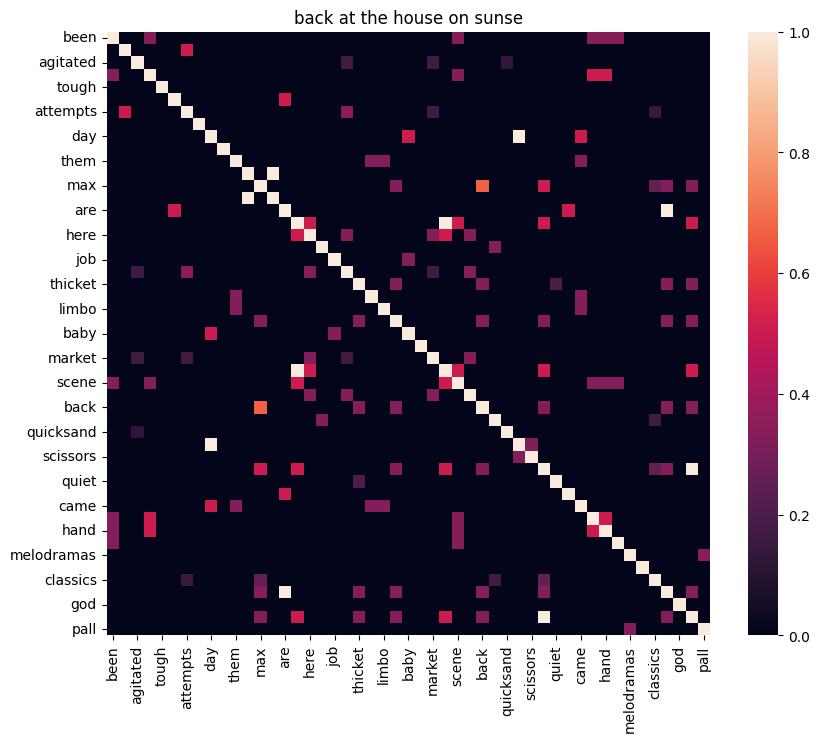 back at the house on sunse
been
agitated
tough
attempts
day
them
max
are
here
job
thicket
limbo
baby
market
scene
back
quicksand
scissors
quiet
came
hand
melodramas
classics
god
pall
1.0
0.8
0.6
0.4
0.2
0.0
been
agitated
tough
attempts
day
them
max
are
here
job
thicket
limbo
baby
market
scene
back
quicksand
scissors
quiet
came
hand
melodramas
classics
god
pall